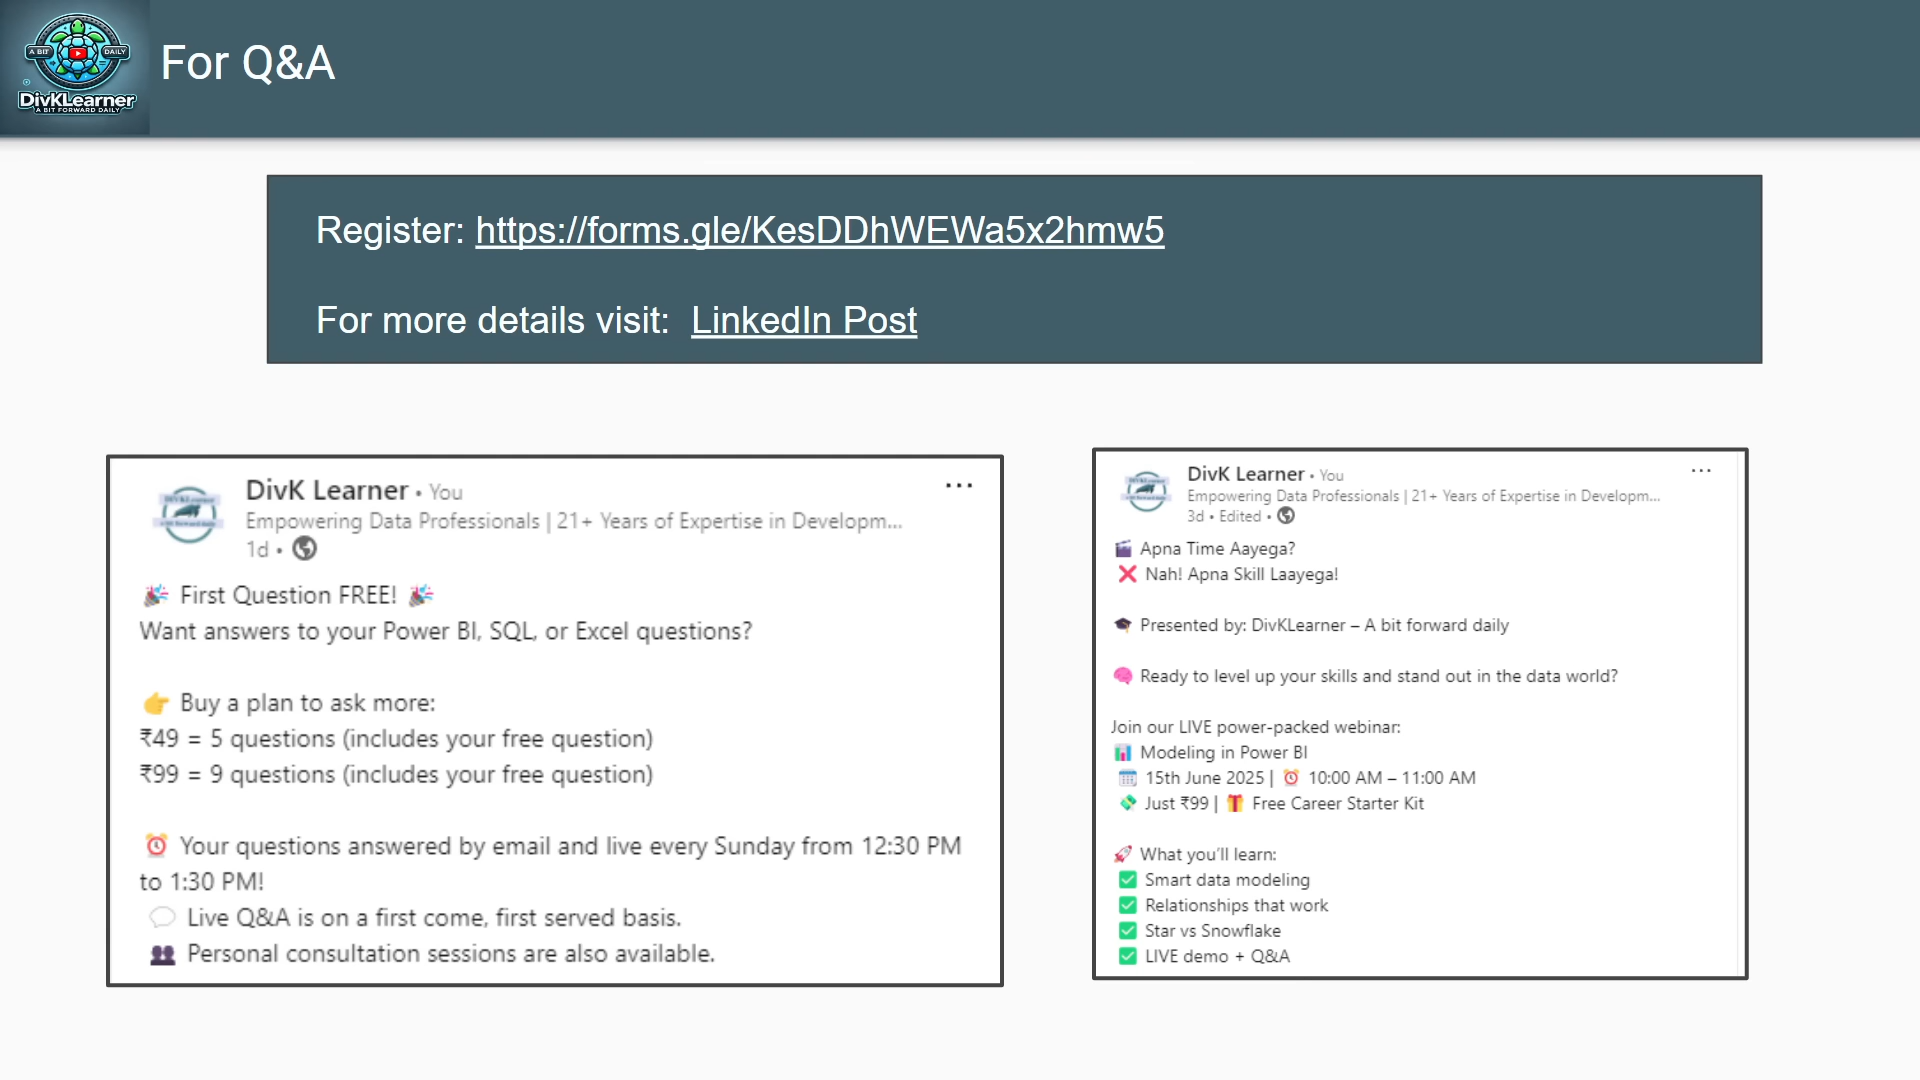 A BIT DAILY
DivKLearner
A BIT FORWARD DAILY
For Q&A
Register: https://forms.gle/KesDDhWEWa5x2hmw5
For more details visit: LinkedIn Post
DivK Learner • You
Empowering Data Professionals | 21+ Years of Expertise in Developm...
1d •
🎉 First Question FREE! 🎉
Want answers to your Power BI, SQL, or Excel questions?
👉 Buy a plan to ask more:
₹49 = 5 questions (includes your free question)
₹99 = 9 questions (includes your free question)
⏰ Your questions answered by email and live every Sunday from 12:30 PM
to 1:30 PM!
💬 Live Q&A is on a first come, first served basis.
👥 Personal consultation sessions are also available.
DivK Learner • You
Empowering Data Professionals | 21+ Years of Expertise in Developm...
3d • Edited •
🎬 Apna Time Aayega?
❌ Nah! Apna Skill Laayega!
🎓 Presented by: DivKLearner – A bit forward daily
🧠 Ready to level up your skills and stand out in the data world?
Join our LIVE power-packed webinar:
📊 Modeling in Power BI
📅 15th June 2025 | ⏰ 10:00 AM – 11:00 AM
💸 Just ₹99 | 🎁 Free Career Starter Kit
🚀 What you'll learn:
✅ Smart data modeling
✅ Relationships that work
✅ Star vs Snowflake
✅ LIVE demo + Q&A